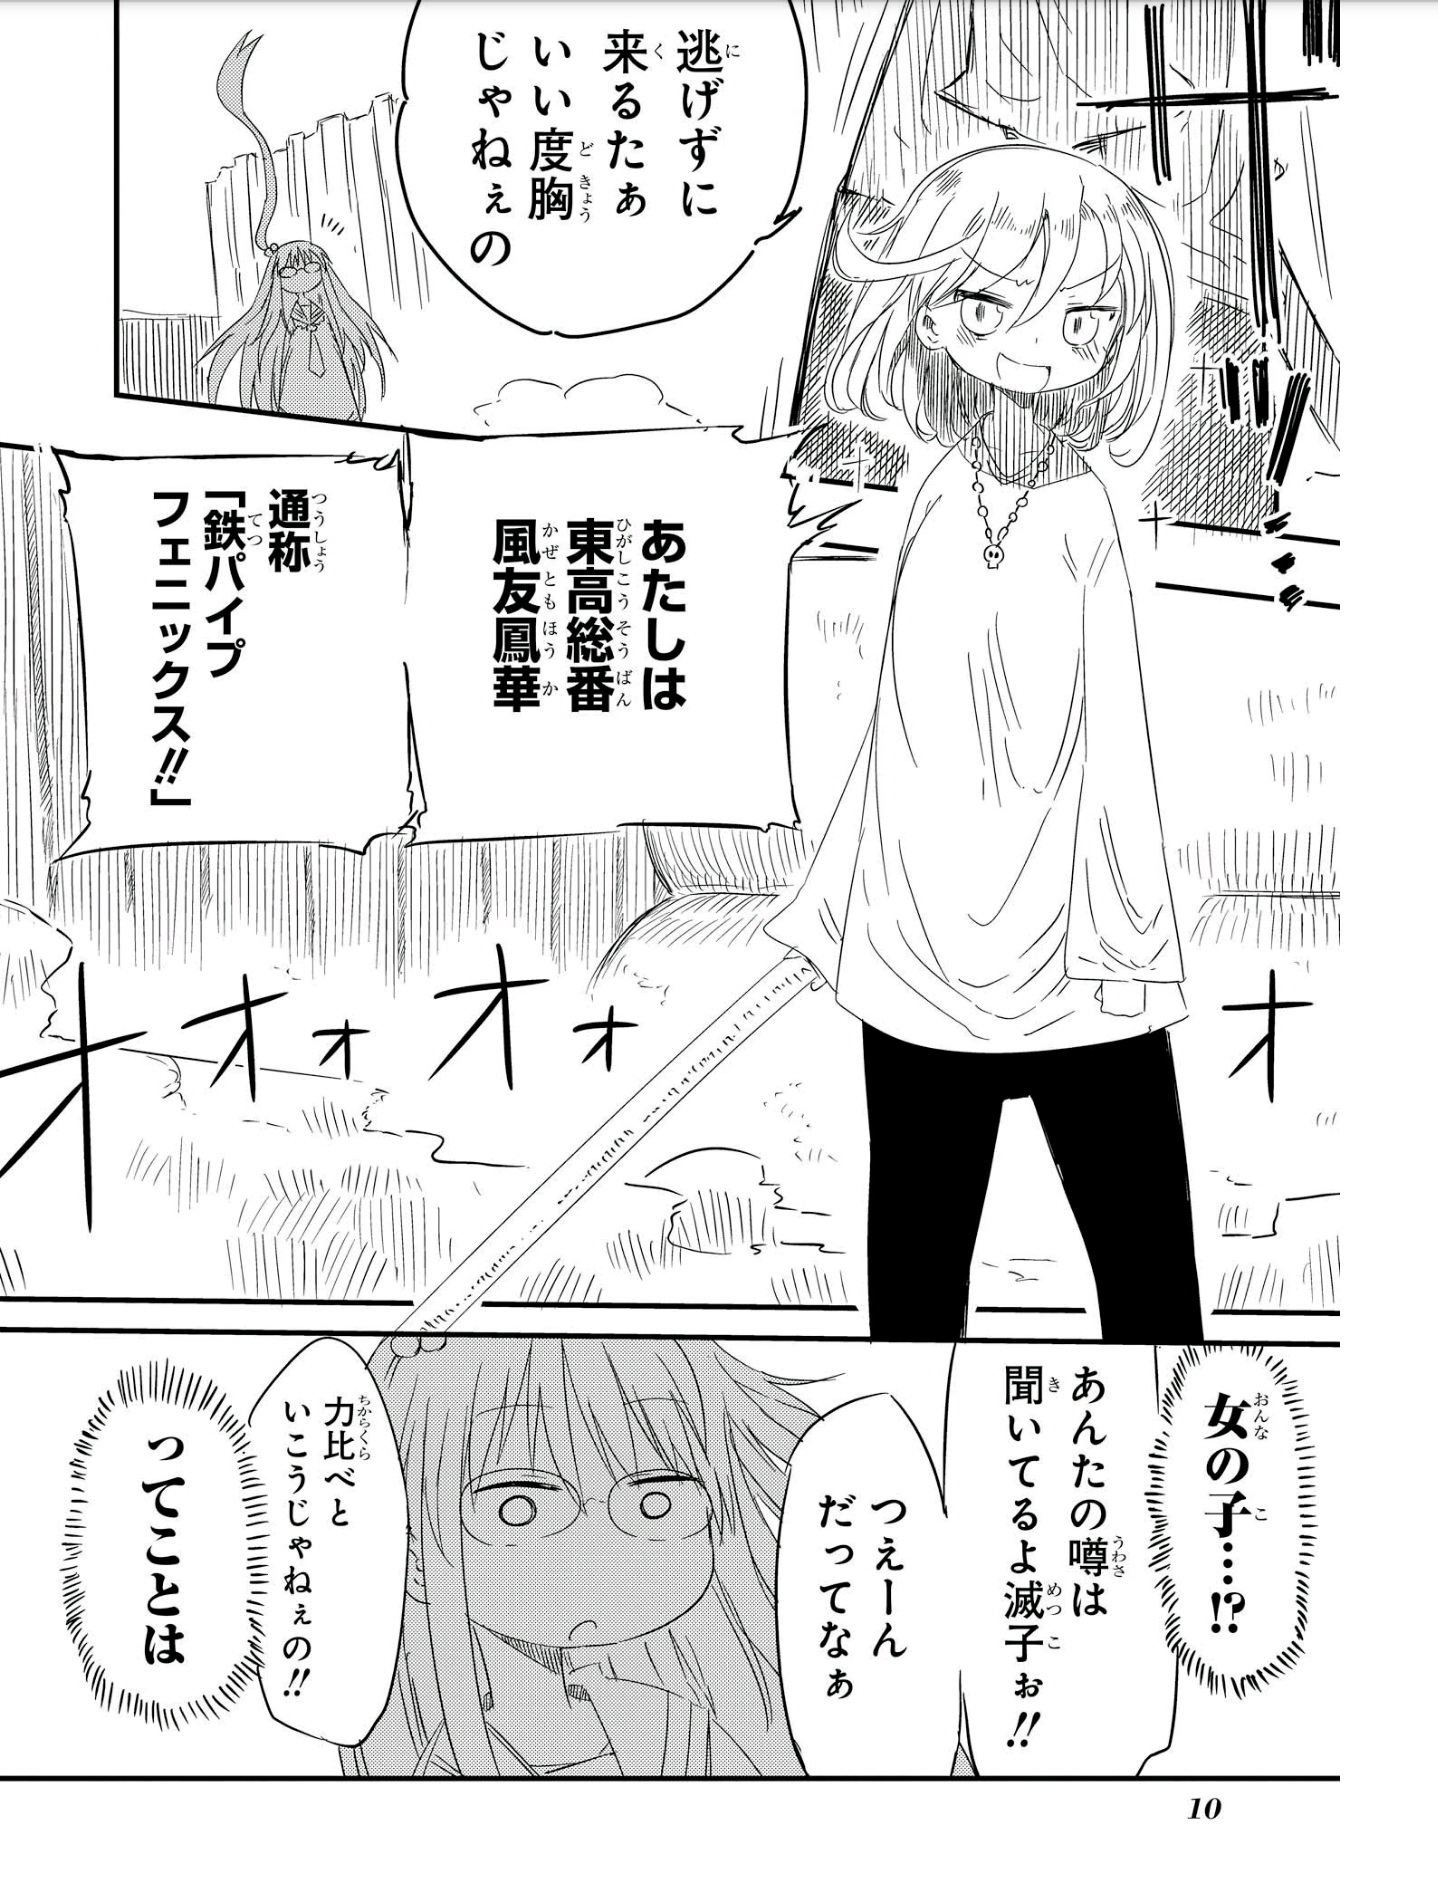 逃げずに
来るたぁ
いい度胸
じゃねぇの
あたしは
東高総番
風友鳳華
通称
「鉄パイプ
フェニックス!!」
オ
オ
オ
オ
オ
オ
女の子…!?
あんたの噂は
聞いてるよ滅子ぉ!!
つえーん
だってなぁ
力比べと
いこうじゃねぇの!!
ってことは
10